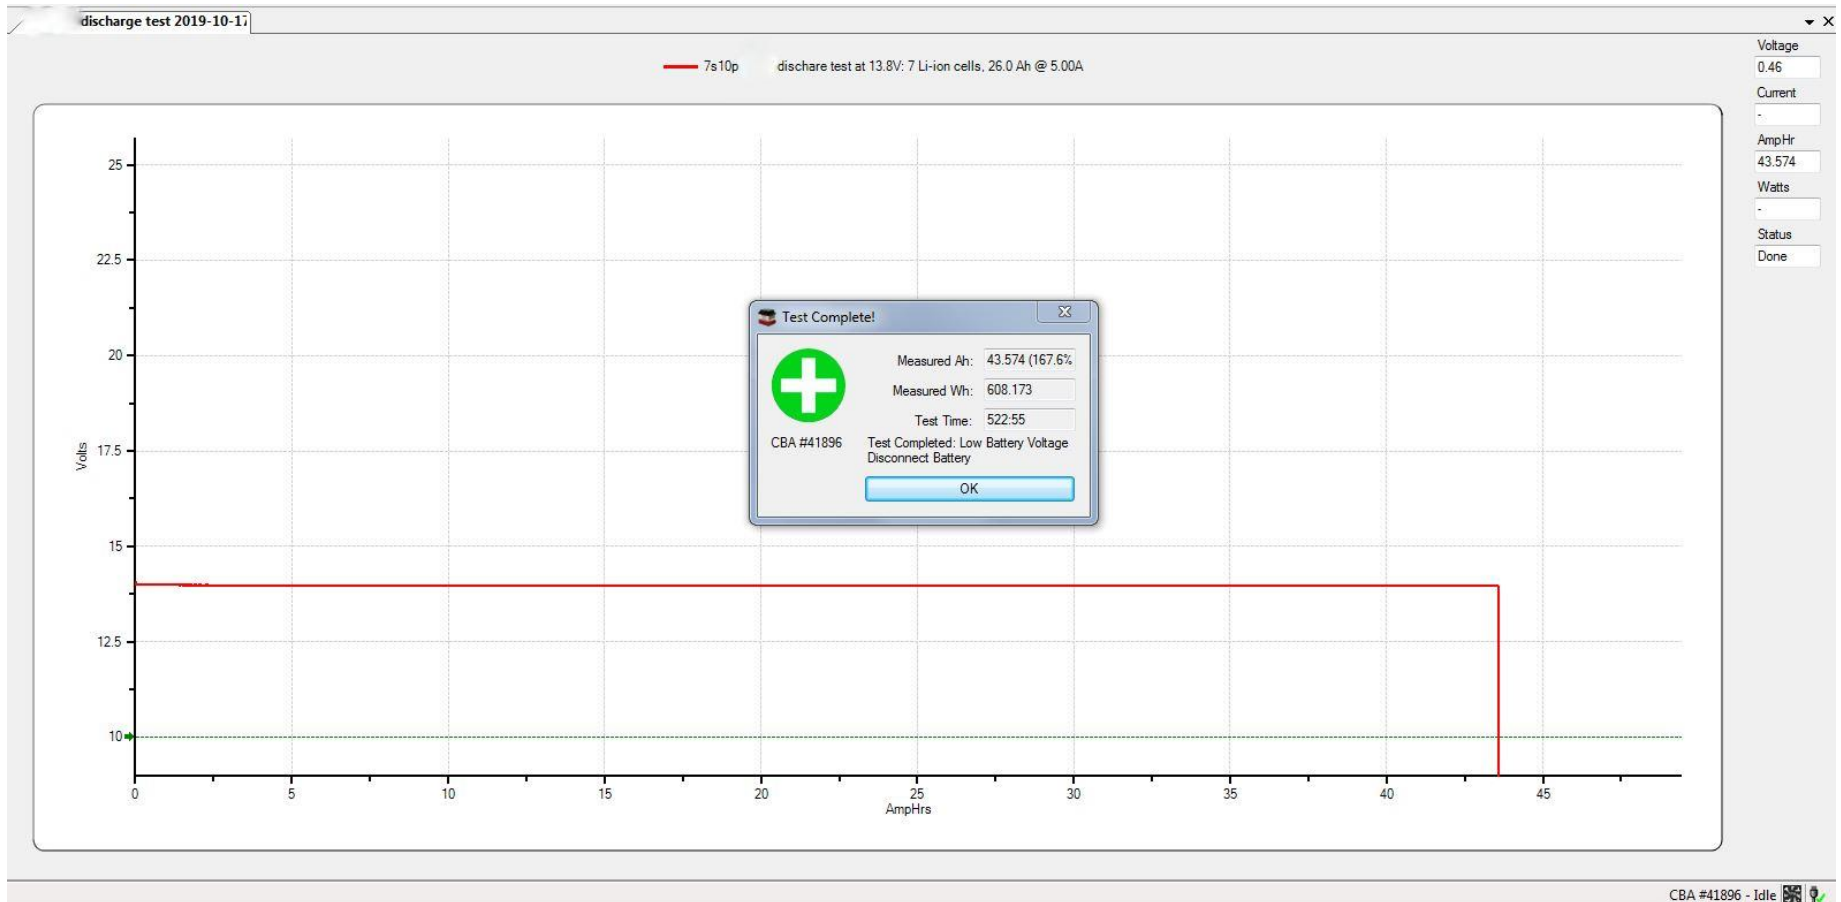 discharge test 2019-10-17
7s10p dischare test at 13.8V: 7 Li-ion cells, 26.0 Ah @ 5.00A
Voltage
0.46
Current
-
AmpHr
43.574
Watts
-
Status
Done
25
22.5
20
17.5
15
12.5
10
Volts
0 5 10 15 20 25 30 35 40 45
AmpHrs
Test Complete!
Measured Ah: 43.574 (167.6%
Measured Wh: 608.173
Test Time: 522:55
CBA #41896
Test Completed: Low Battery Voltage
Disconnect Battery
OK
CBA #41896 - Idle